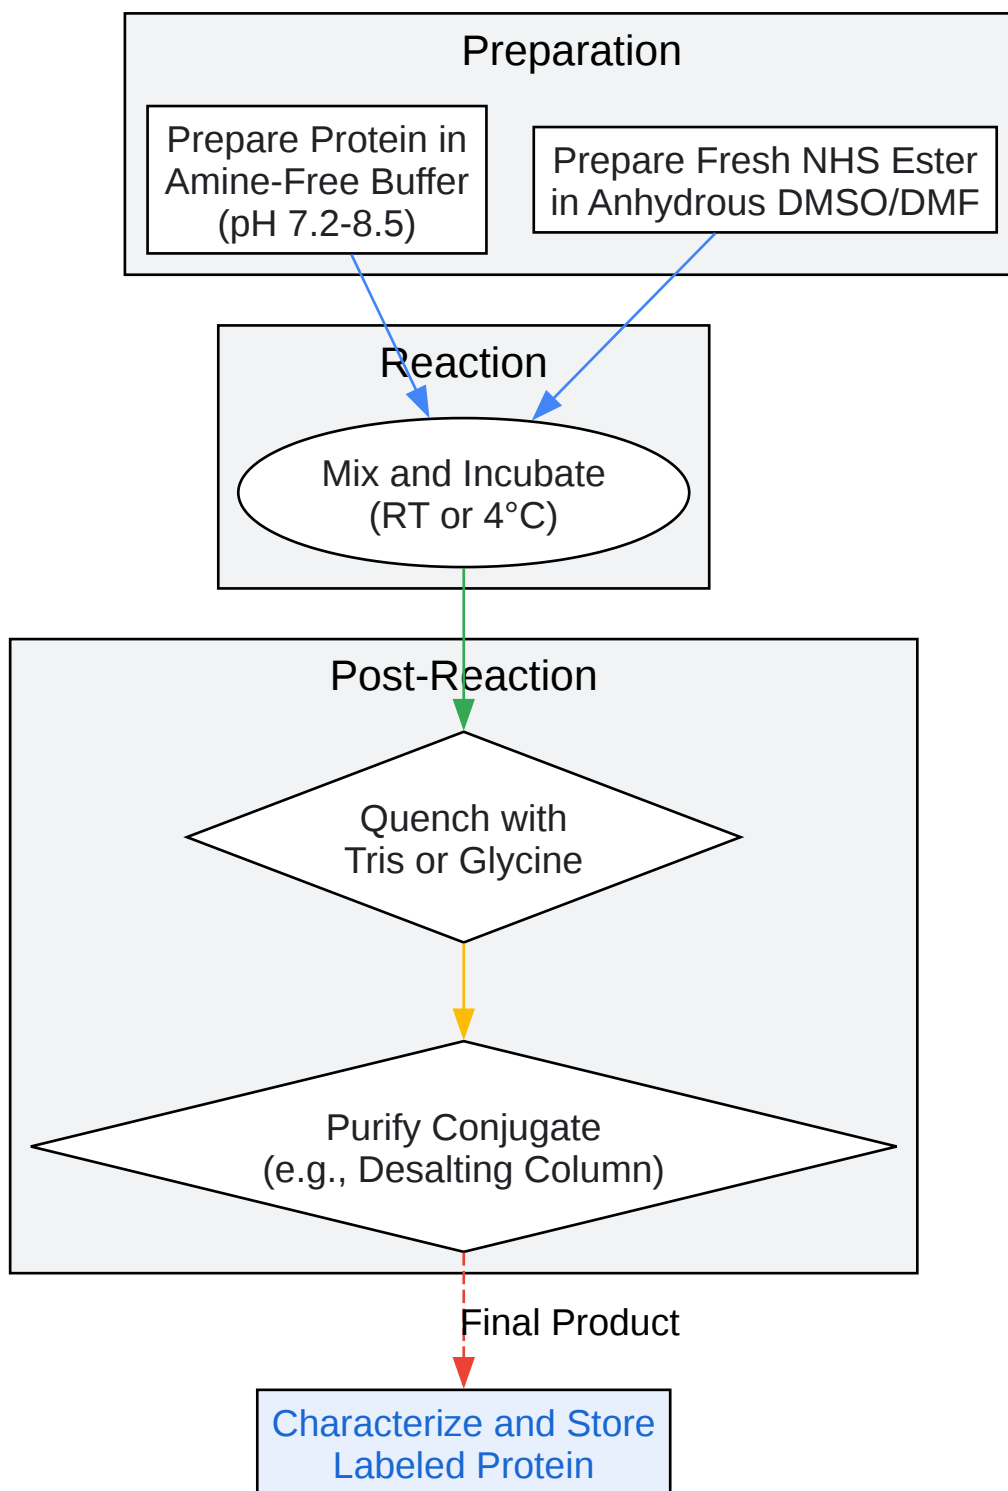 Preparation
Prepare Protein in
Amine-Free Buffer
(pH 7.2-8.5)
Prepare Fresh NHS Ester
in Anhydrous DMSO/DMF
Reaction
Mix and Incubate
(RT or 4°C)
Post-Reaction
Quench with
Tris or Glycine
Purify Conjugate
(e.g., Desalting Column)
Final Product
Characterize and Store
Labeled Protein